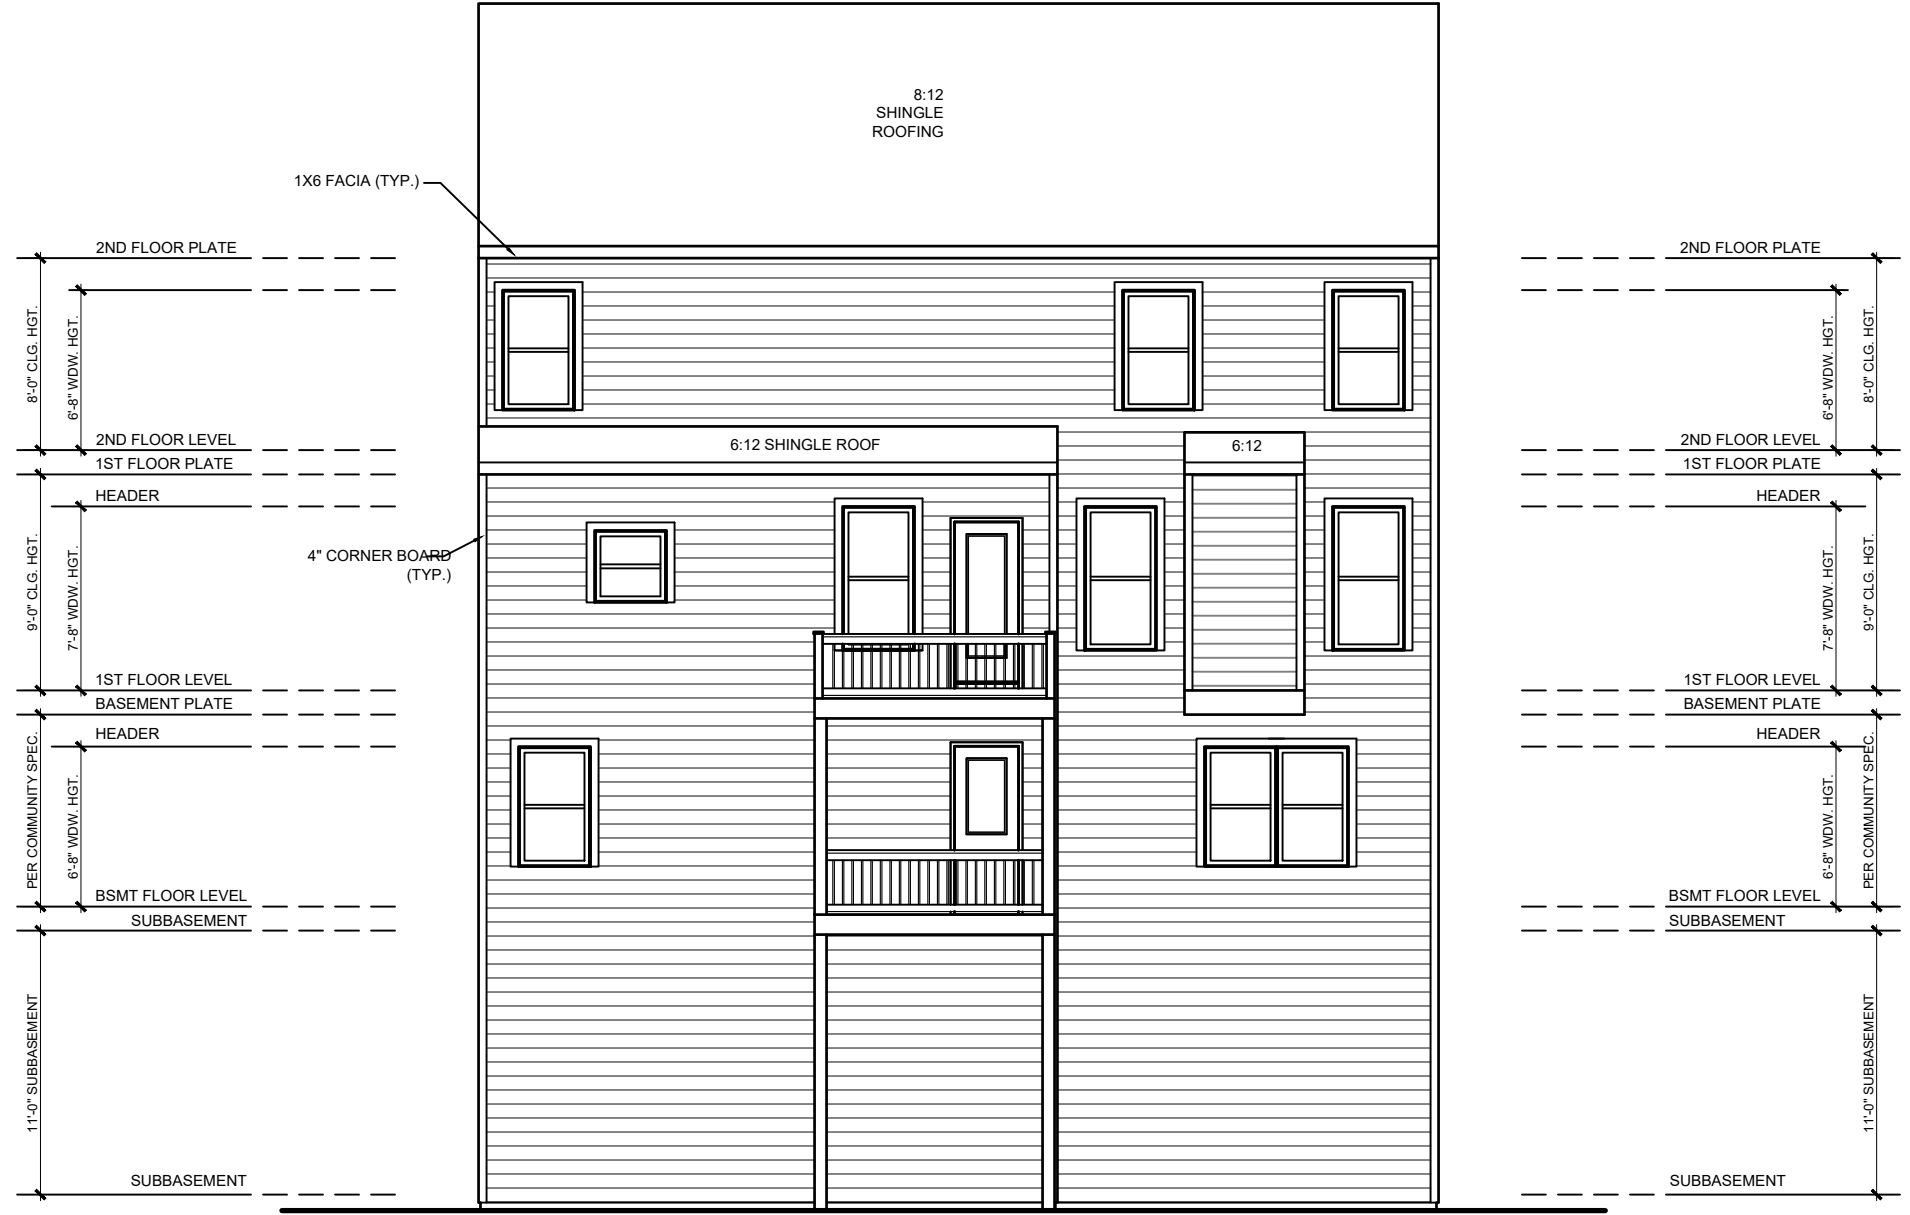 8:12
SHINGLE
ROOFING
1X6 FACIA (TYP.)
2ND FLOOR PLATE
8'-0" CLG. HGT.
6'-8" WDW. HGT.
2ND FLOOR LEVEL
1ST FLOOR PLATE
HEADER
9'-0" CLG. HGT.
7'-8" WDW. HGT.
4" CORNER BOARD
(TYP.)
1ST FLOOR LEVEL
BASEMENT PLATE
HEADER
PER COMMUNITY SPEC.
6'-8" WDW. HGT.
BSMT FLOOR LEVEL
SUBBASEMENT
11'-0" SUBBASEMENT
SUBBASEMENT
6:12 SHINGLE ROOF
6:12
2ND FLOOR PLATE
6'-8" WDW. HGT.
8'-0" CLG. HGT.
2ND FLOOR LEVEL
1ST FLOOR PLATE
HEADER
7'-8" WDW. HGT.
9'-0" CLG. HGT.
1ST FLOOR LEVEL
BASEMENT PLATE
HEADER
6'-8" WDW. HGT.
PER COMMUNITY SPEC.
BSMT FLOOR LEVEL
SUBBASEMENT
11'-0" SUBBASEMENT
SUBBASEMENT